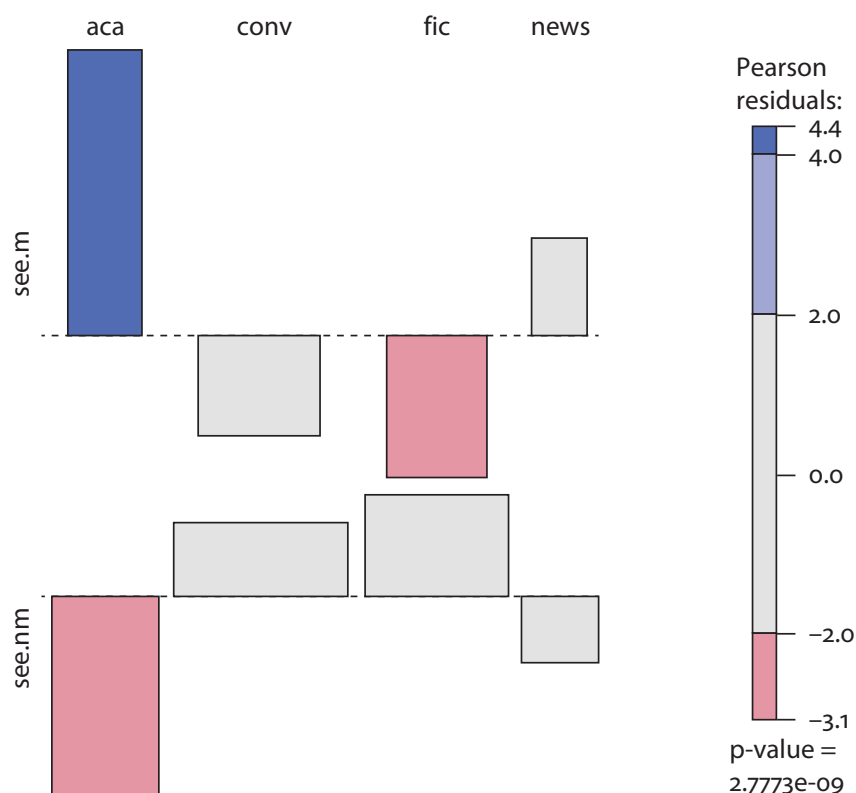 aca conv fic news
see.m
see.nm
Pearson
residuals:
4.4
4.0
2.0
0.0
−2.0
−3.1
p-value =
2.7773e-09